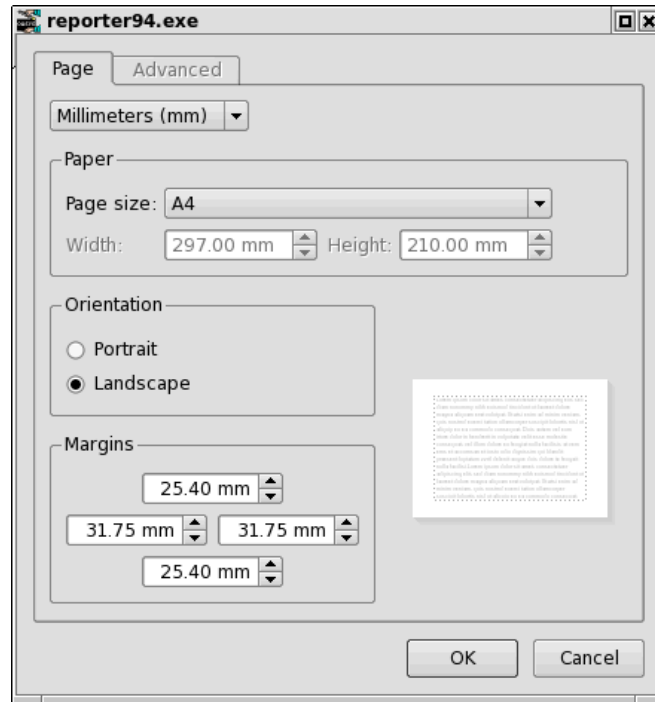 reporter94.exe
Page
Advanced
Millimeters (mm)
Paper
Page size: A4
Width: 297.00 mm Height: 210.00 mm
Orientation
Portrait
Landscape
Margins
25.40 mm
31.75 mm 31.75 mm
25.40 mm
OK Cancel